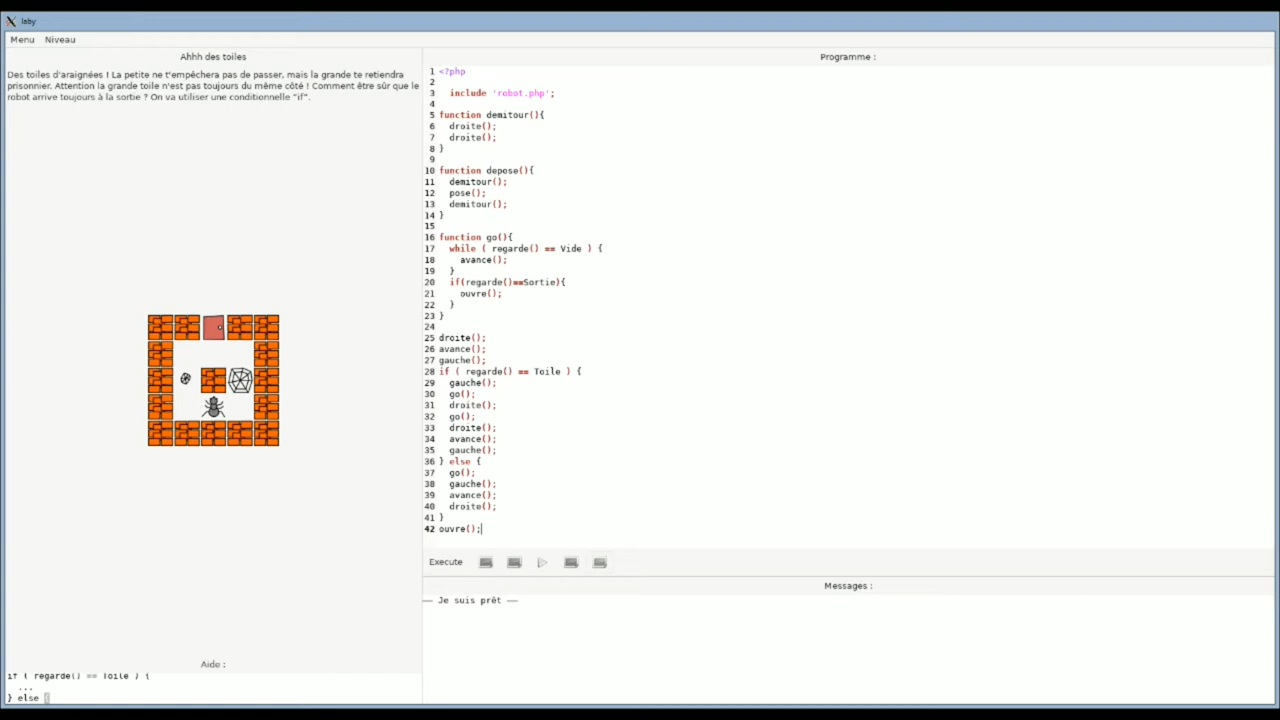 laby
Menu Niveau
Ahhh des toiles
Des toiles d'araignées ! La petite ne t'empêchera pas de passer, mais la grande te retiendra
prisonnier. Attention la grande toile n'est pas toujours du même côté ! Comment être sûr que le
robot arrive toujours à la sortie ? On va utiliser une conditionnelle "if".
Programme :
1 <?php
2
3 include 'robot.php';
4
5 function demitour(){
6 droite();
7 droite();
8 }
9
10 function depose(){
11 demitour();
12 pose();
13 demitour();
14 }
15
16 function go(){
17 while ( regarde() == Vide ) {
18 avance();
19 }
20 if(regarde()==Sortie){
21 ouvre();
22 }
23 }
24
25 droite();
26 avance();
27 gauche();
28 if ( regarde() == Toile ) {
29 gauche();
30 go();
31 droite();
32 go();
33 droite();
34 avance();
35 gauche();
36 } else {
37 go();
38 gauche();
39 avance();
40 droite();
41 }
42 ouvre();
Execute
Messages :
— Je suis prêt —
Aide :
if ( regarde() == Toile ) {
...
} else {